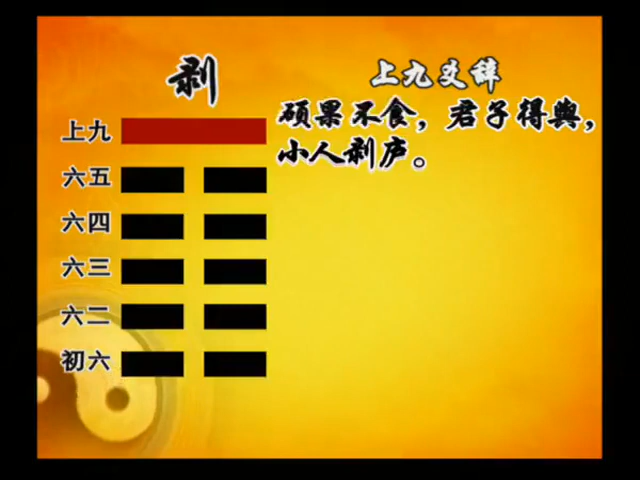 剥
上九爻辞
硕果不食，君子得舆，
小人剥庐。
上九
六五
六四
六三
六二
初六